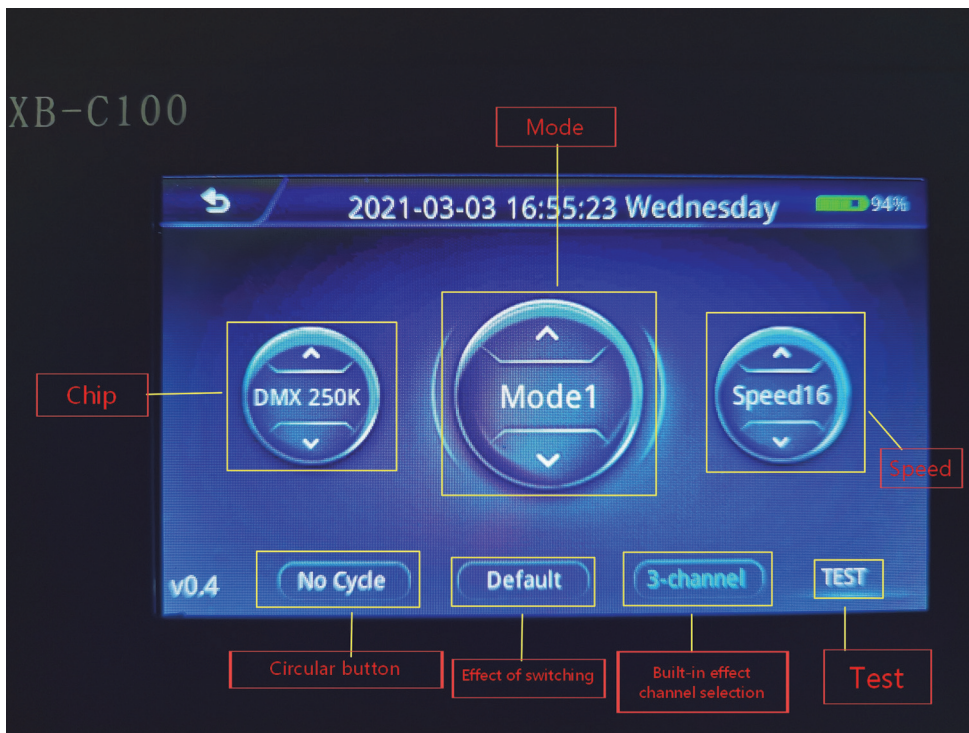 XB-C100
Mode
2021-03-03 16:55:23 Wednesday
94%
Chip
DMX 250K
Mode1
Speed16
Speed
v0.4
No Cycle
Default
3-channel
TEST
Circular button
Effect of switching
Built-in effect
channel selection
Test